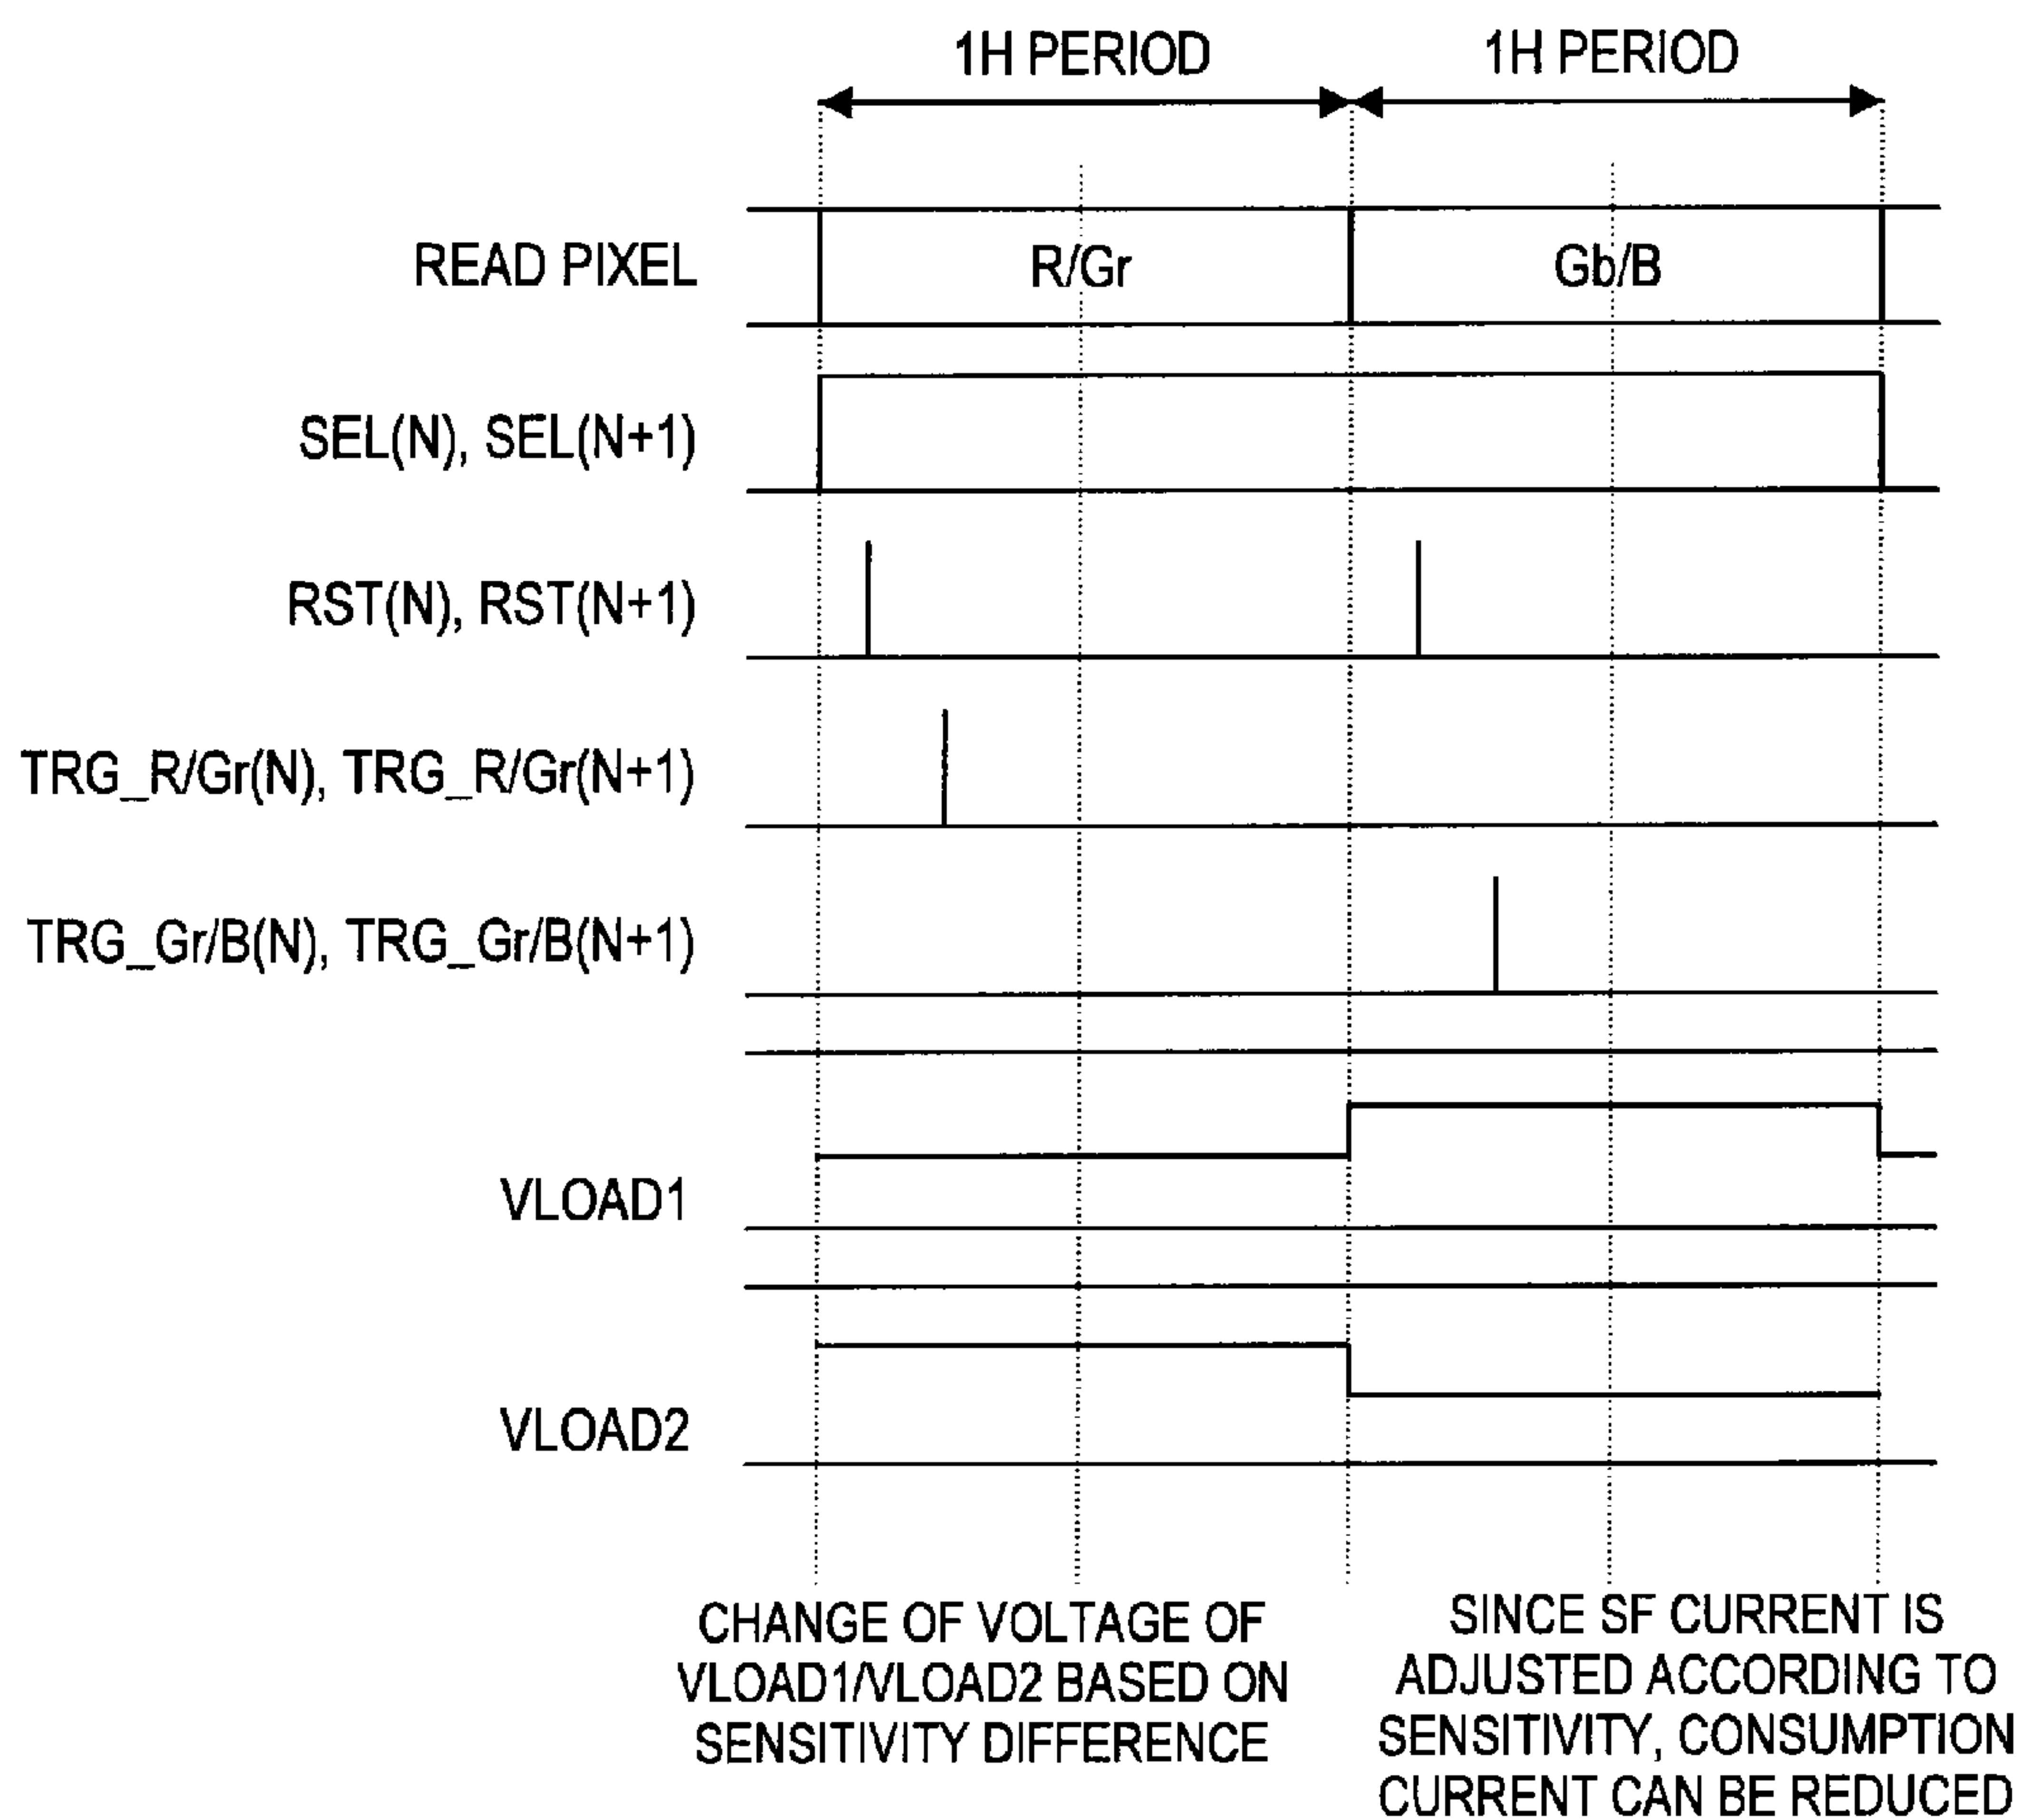 1H PERIOD 1H PERIOD
READ PIXEL R/Gr Gb/B
SEL(N), SEL(N+1)
RST(N), RST(N+1)
TRG_R/Gr(N), TRG_R/Gr(N+1)
TRG_Gr/B(N), TRG_Gr/B(N+1)
VLOAD1
VLOAD2
CHANGE OF VOLTAGE OF
VLOAD1/VLOAD2 BASED ON
SENSITIVITY DIFFERENCE
SINCE SF CURRENT IS
ADJUSTED ACCORDING TO
SENSITIVITY, CONSUMPTION
CURRENT CAN BE REDUCED